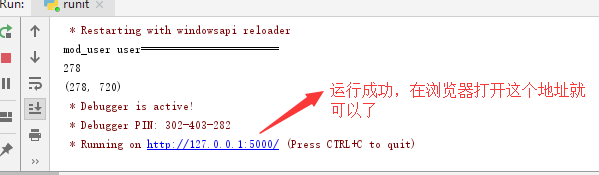 Run: runit
* Restarting with windowsapi reloader
mod_user user=======================
278
(278, 720)
* Debugger is active!
* Debugger PIN: 302-403-282
* Running on http://127.0.0.1:5000/ (Press CTRL+C to quit)
运行成功，在浏览器打开这个地址就
可以了